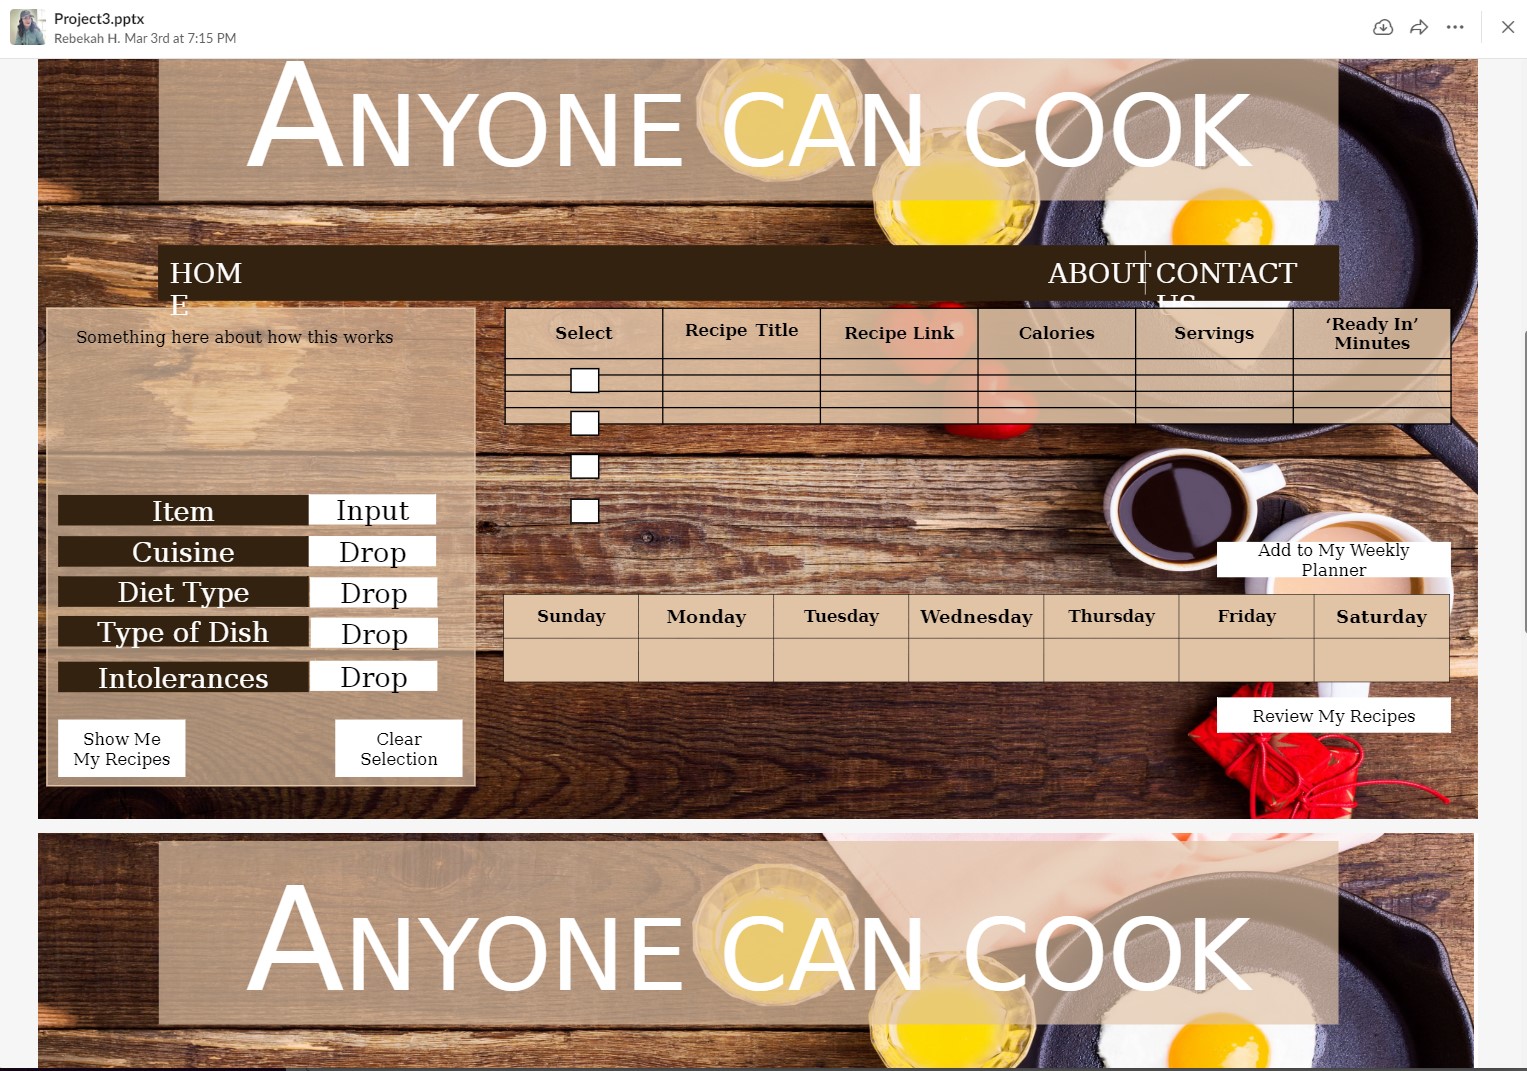 Project3.pptx
Rebekah H. Mar 3rd at 7:15 PM
ANYONE CAN COOK
HOM
E
ABOUT
CONTACT
US
Something here about how this works
Item Input
Cuisine Drop
Diet Type Drop
Type of Dish Drop
Intolerances Drop
Show Me
My Recipes
Clear
Selection
Select Recipe Title Recipe Link Calories Servings ‘Ready In’
Minutes
Add to My Weekly
Planner
Sunday Monday Tuesday Wednesday Thursday Friday Saturday
Review My Recipes
ANYONE CAN COOK